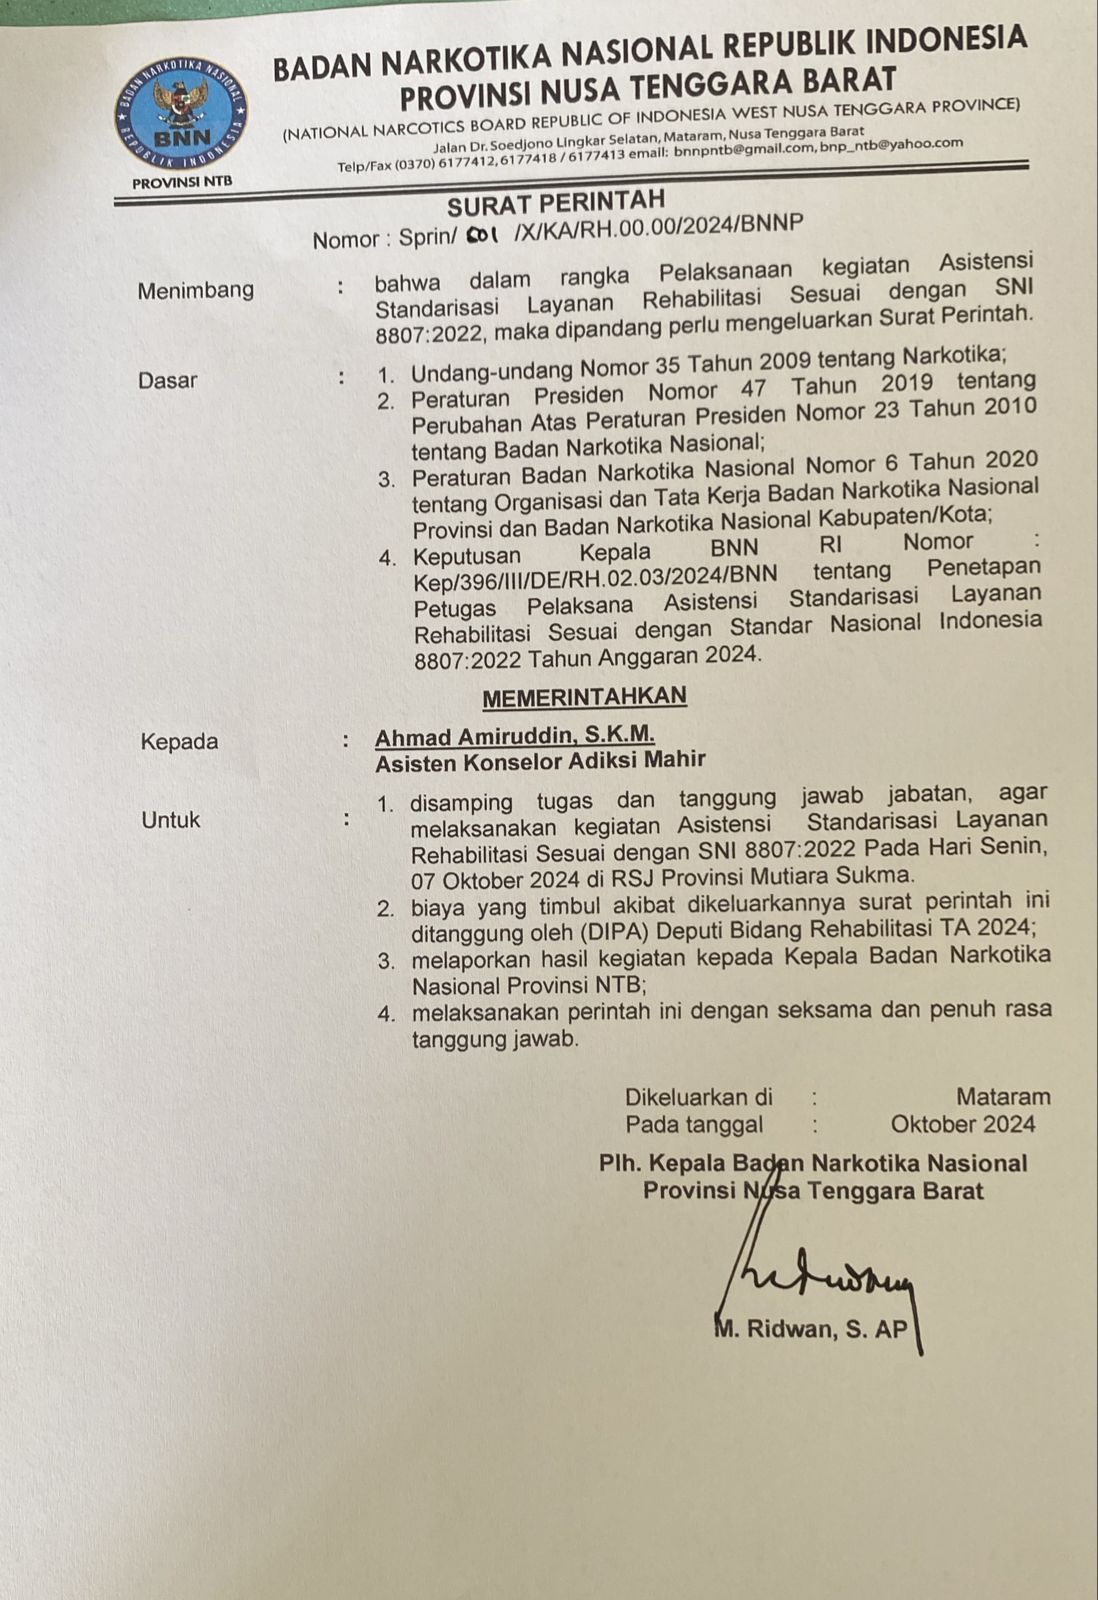 BADAN NARKOTIKA NASIONAL REPUBLIK INDONESIA
PROVINSI NUSA TENGGARA BARAT
(NATIONAL NARCOTICS BOARD REPUBLIC OF INDONESIA WEST NUSA TENGGARA PROVINCE)
Jalan Dr. Soedjono Lingkar Selatan, Mataram, Nusa Tenggara Barat
Telp/Fax (0370) 6177412, 6177418 / 6177413 email: bnnpntb@gmail.com, bnp_ntb@yahoo.com
BADAN NARKOTIKA NASIONAL
BNN
REPUBLIK INDONESIA
PROVINSI NTB
SURAT PERINTAH
Nomor : Sprin/ /X/KA/RH.00.00/2024/BNNP
Menimbang : bahwa dalam rangka Pelaksanaan kegiatan Asistensi
Standarisasi Layanan Rehabilitasi Sesuai dengan SNI
8807:2022, maka dipandang perlu mengeluarkan Surat Perintah.
Dasar : 1. Undang-undang Nomor 35 Tahun 2009 tentang Narkotika;
2. Peraturan Presiden Nomor 47 Tahun 2019 tentang
Perubahan Atas Peraturan Presiden Nomor 23 Tahun 2010
tentang Badan Narkotika Nasional;
3. Peraturan Badan Narkotika Nasional Nomor 6 Tahun 2020
tentang Organisasi dan Tata Kerja Badan Narkotika Nasional
Provinsi dan Badan Narkotika Nasional Kabupaten/Kota;
4. Keputusan Kepala BNN RI Nomor :
Kep/396/III/DE/RH.02.03/2024/BNN tentang Penetapan
Petugas Pelaksana Asistensi Standarisasi Layanan
Rehabilitasi Sesuai dengan Standar Nasional Indonesia
8807:2022 Tahun Anggaran 2024.
MEMERINTAHKAN
Kepada : Ahmad Amiruddin, S.K.M.
Asisten Konselor Adiksi Mahir
Untuk : 1. disamping tugas dan tanggung jawab jabatan, agar
melaksanakan kegiatan Asistensi Standarisasi Layanan
Rehabilitasi Sesuai dengan SNI 8807:2022 Pada Hari Senin,
07 Oktober 2024 di RSJ Provinsi Mutiara Sukma.
2. biaya yang timbul akibat dikeluarkannya surat perintah ini
ditanggung oleh (DIPA) Deputi Bidang Rehabilitasi TA 2024;
3. melaporkan hasil kegiatan kepada Kepala Badan Narkotika
Nasional Provinsi NTB;
4. melaksanakan perintah ini dengan seksama dan penuh rasa
tanggung jawab.
Dikeluarkan di : Mataram
Pada tanggal : Oktober 2024
Plh. Kepala Badan Narkotika Nasional
Provinsi Nusa Tenggara Barat
M. Ridwan, S. AP